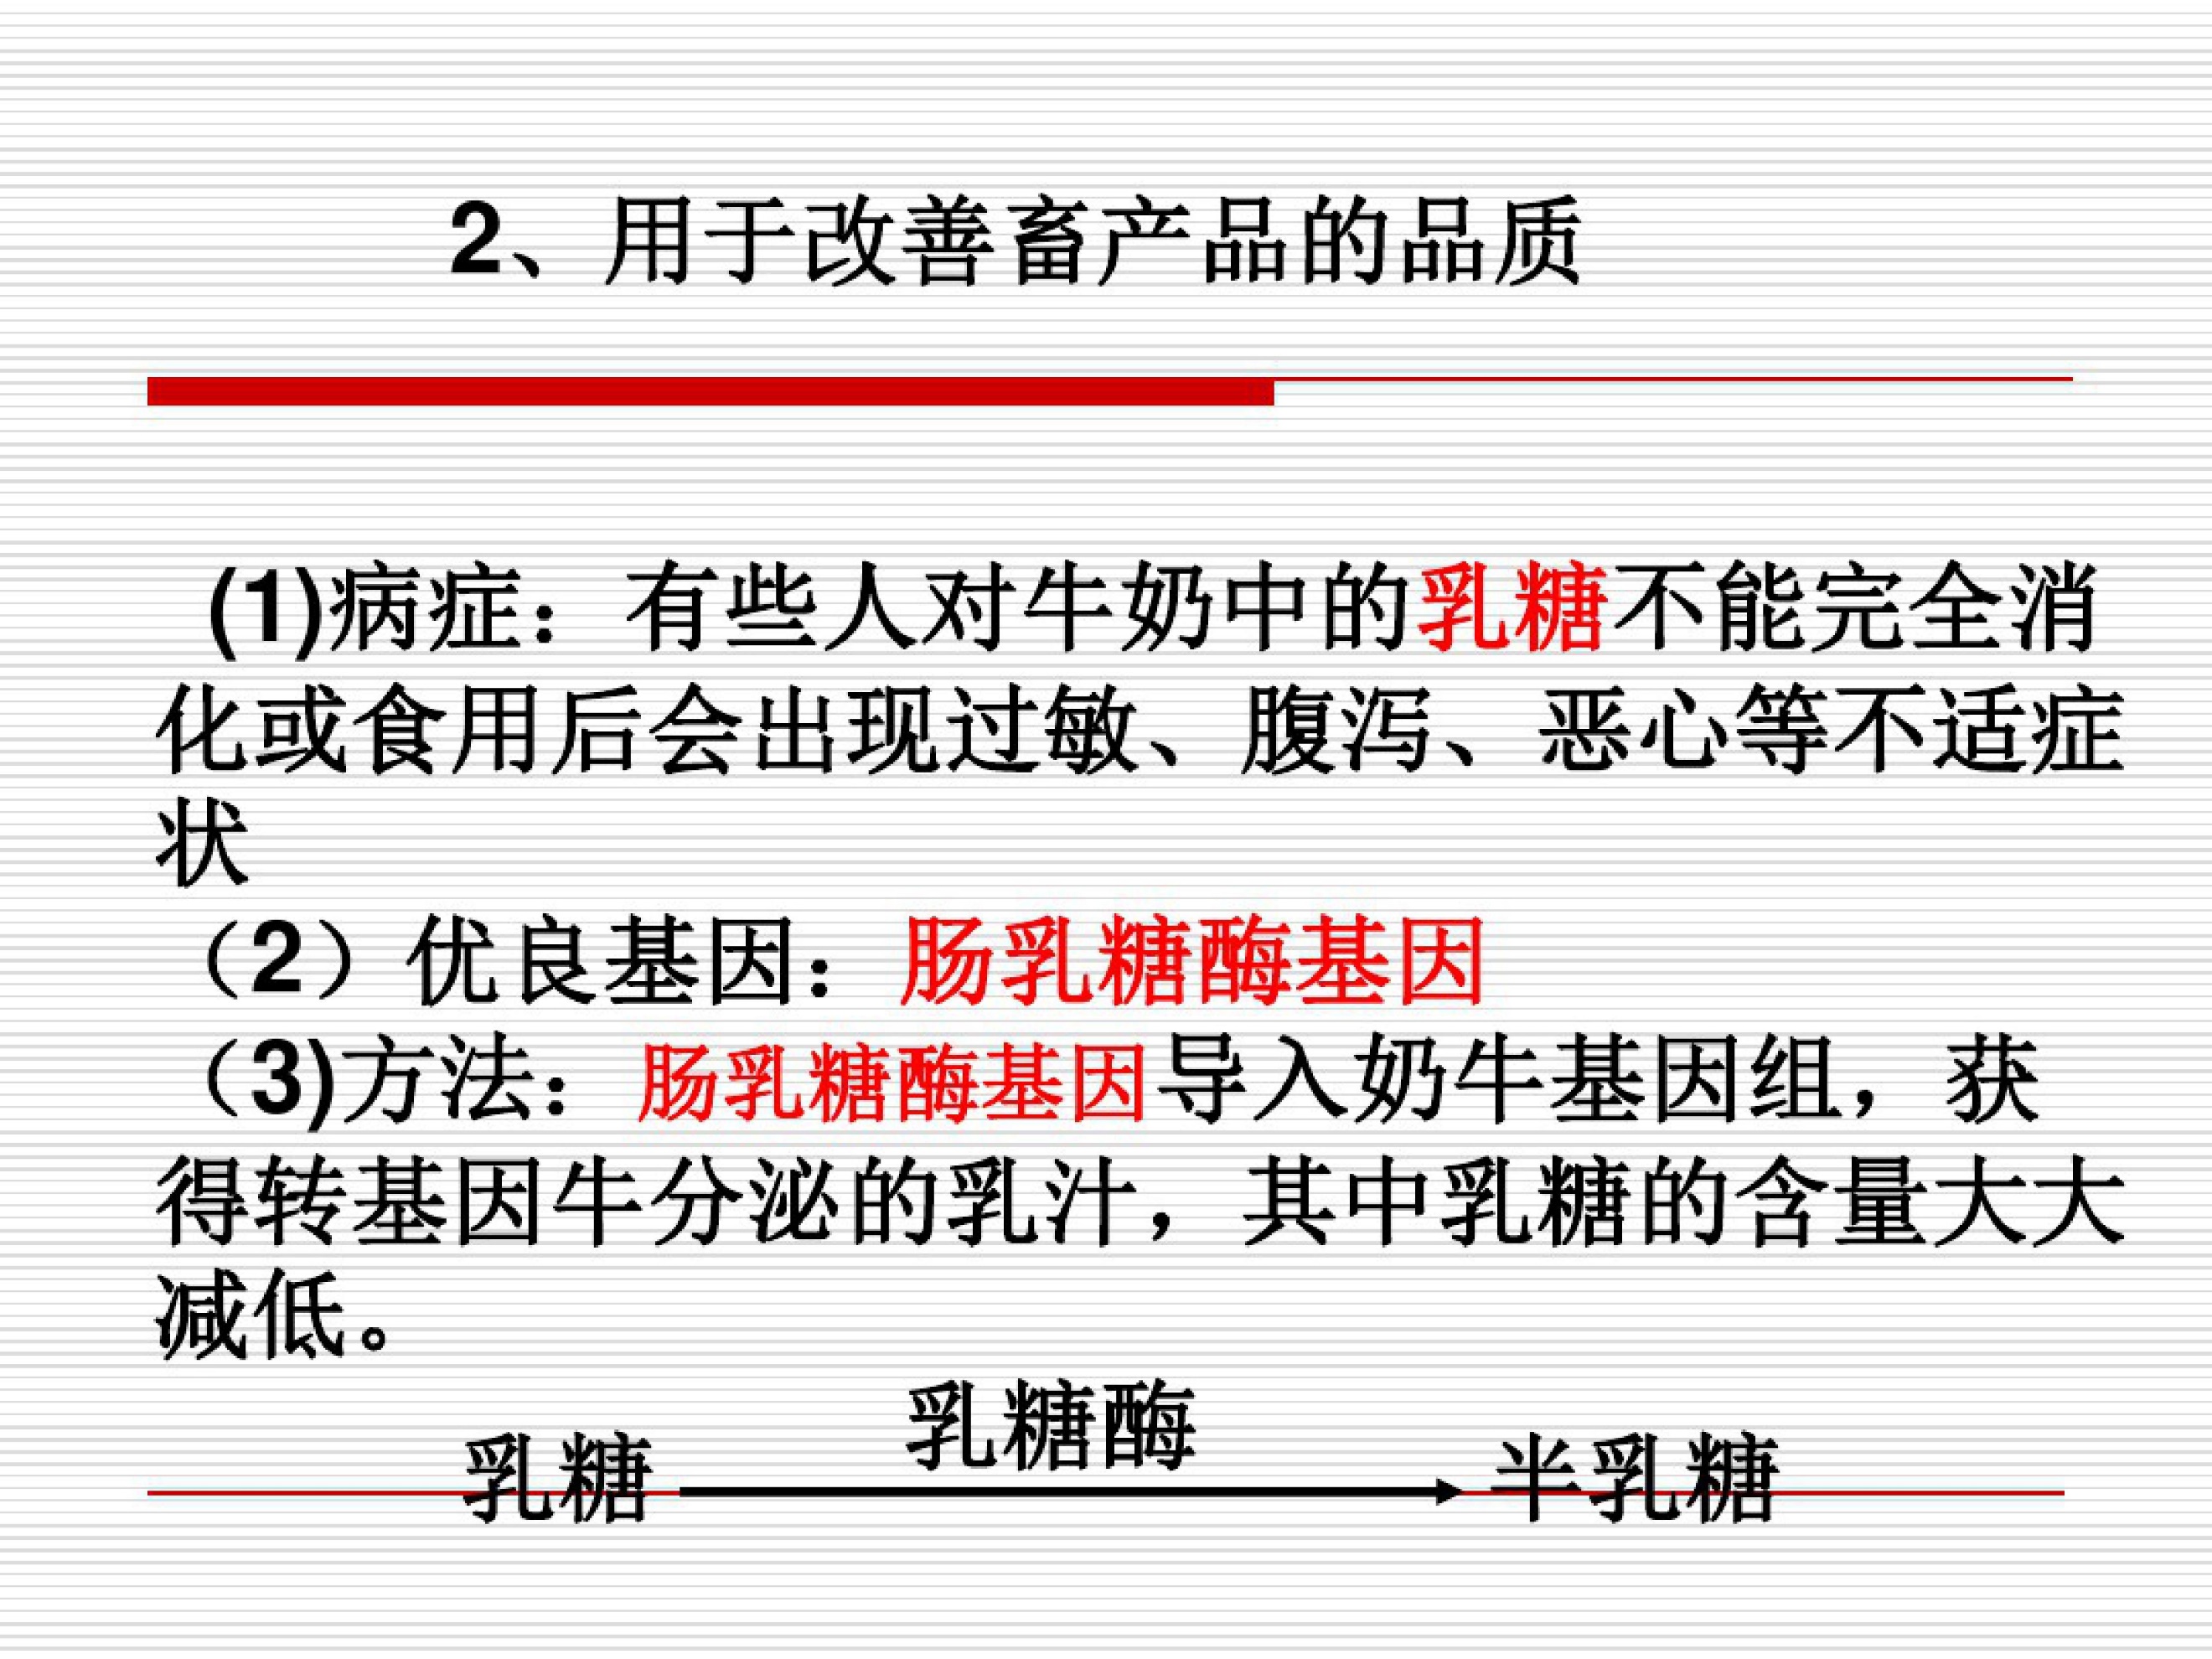 2、用于改善畜产品的品质
(1)病症：有些人对牛奶中的乳糖不能完全消
化或食用后会出现过敏、腹泻、恶心等不适症
状
（2）优良基因：肠乳糖酶基因
（3)方法：肠乳糖酶基因导入奶牛基因组，获
得转基因牛分泌的乳汁，其中乳糖的含量大大
减低。
乳糖酶
乳糖 半乳糖